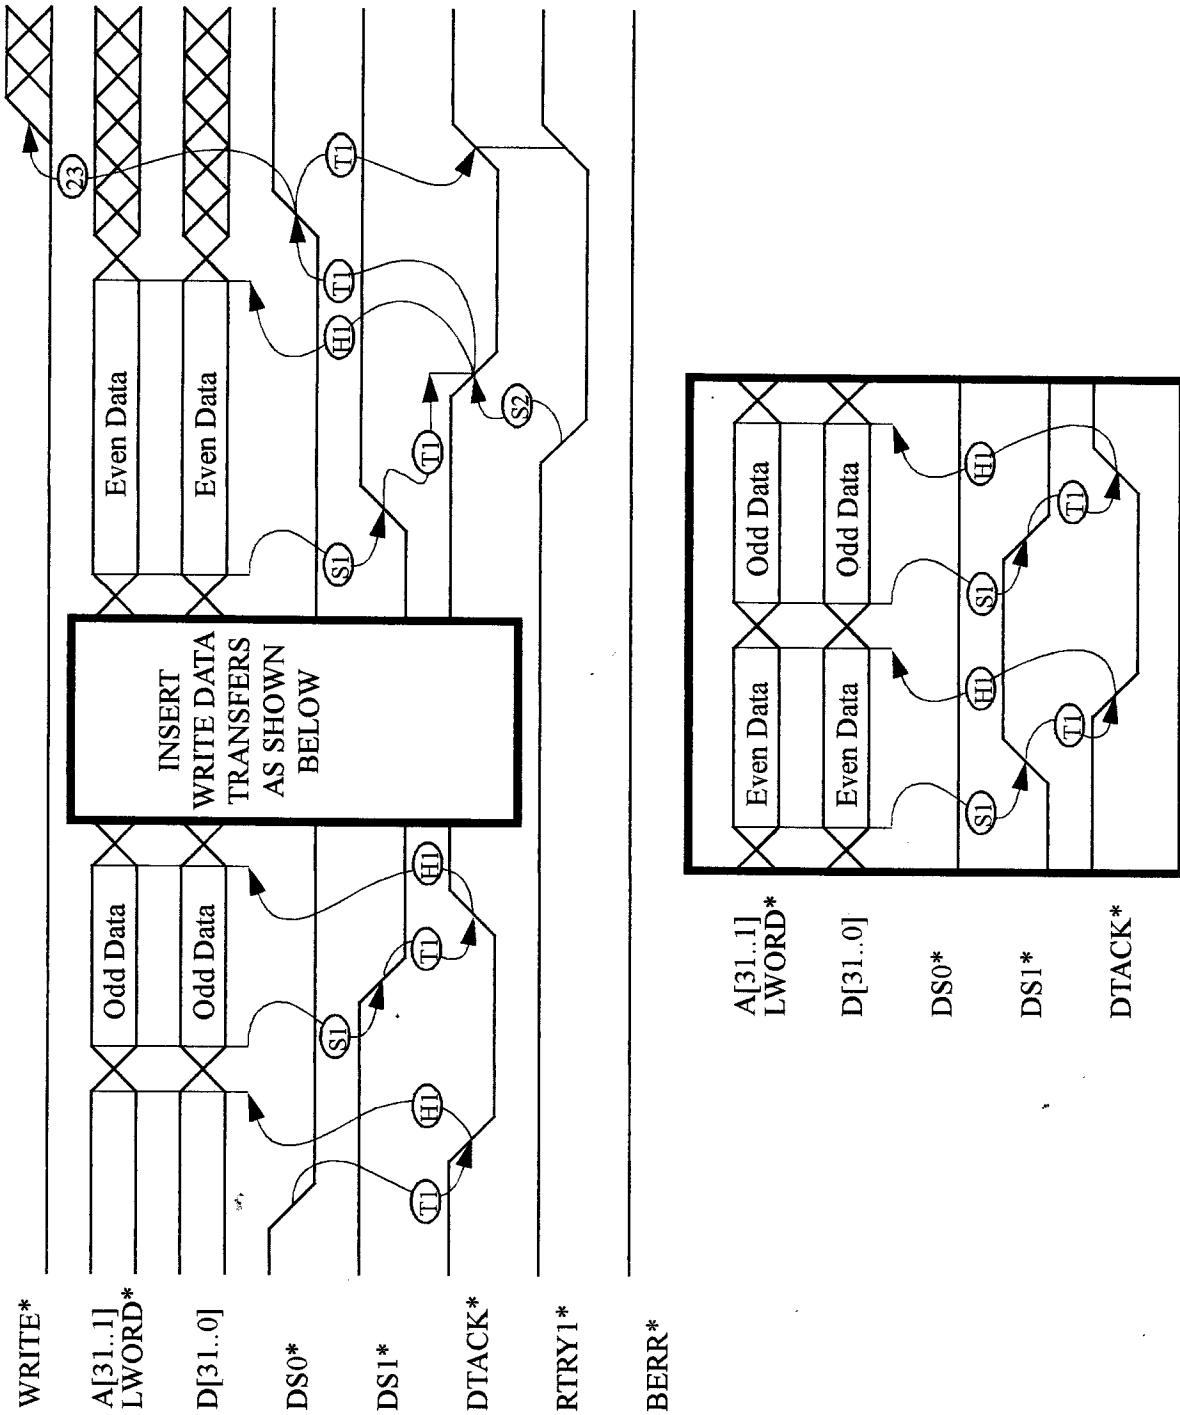 WRITE*
23
A[31..1]
LWORD*
Odd Data
Even Data
D[31..0]
Odd Data
Even Data
INSERT
WRITE DATA
TRANSFERS
AS SHOWN
BELOW
DS0*
S1
S1
H1
T1
T1
DS1*
T1
H1
T1
H1
T1
DTACK*
S2
RTRY1*
BERR*
A[31..1]
LWORD*
Even Data
Odd Data
D[31..0]
Even Data
Odd Data
DS0*
S1
H1
S1
H1
DS1*
T1
T1
DTACK*